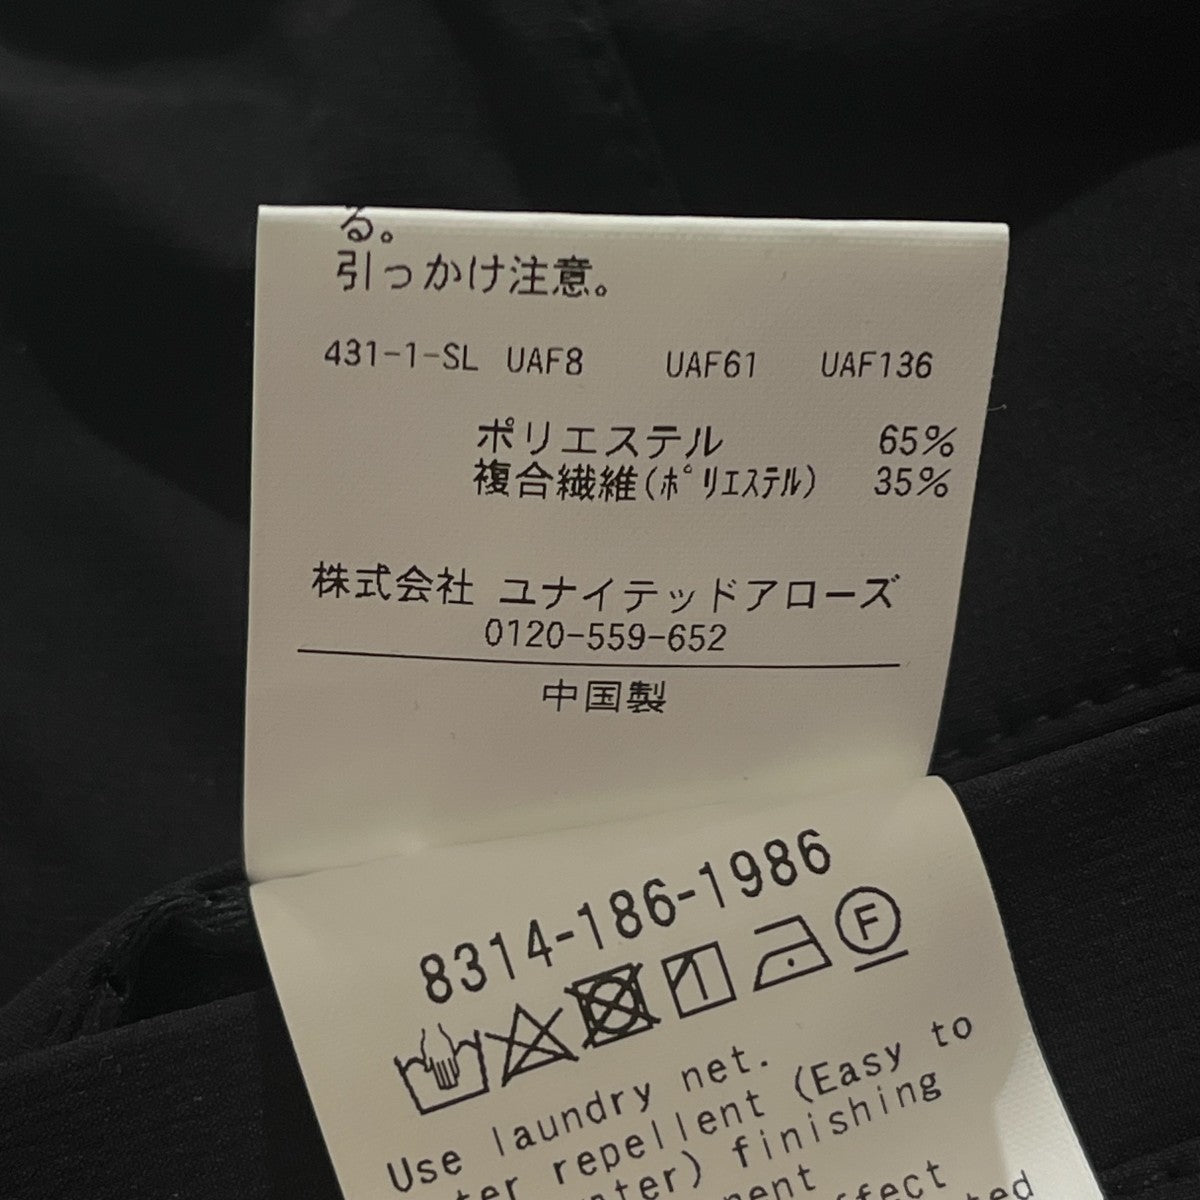 る。
引っかけ注意。
431-1-SL UAF8 UAF61 UAF136
ポリエステル 65%
複合繊維(ﾎﾟﾘｴｽﾃﾙ) 35%
株式会社 ユナイテッドアローズ
0120-559-652
中国製
8314-186-1986
F
Use laundry net.
repellent (Easy to
finishing